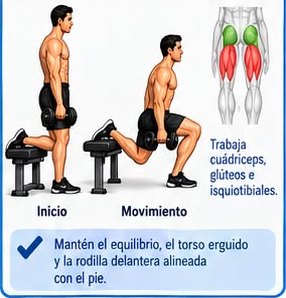 Trabaja
cuádriceps,
glúteos e
isquiotibiales.
Inicio
Movimiento
Mantén el equilibrio, el torso erguido
y la rodilla delantera alineada
con el pie.